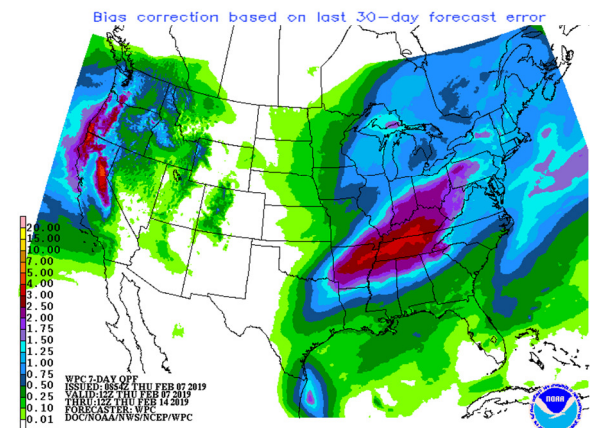 Bias correction based on last 30-day forecast error
20.00
15.00
10.00
7.00
5.00
4.00
3.00
2.50
2.00
1.75
1.50
1.25
1.00
0.75
0.50
0.25
0.10
0.01
WPC 7-DAY QPF
ISSUED: 0854Z THU FEB 07 2019
VALID: 12Z THU FEB 07 2019
THRU: 12Z THU FEB 14 2019
FORECASTER: WPC
DOC/NOAA/NWS/NCEP/WPC
NOAA